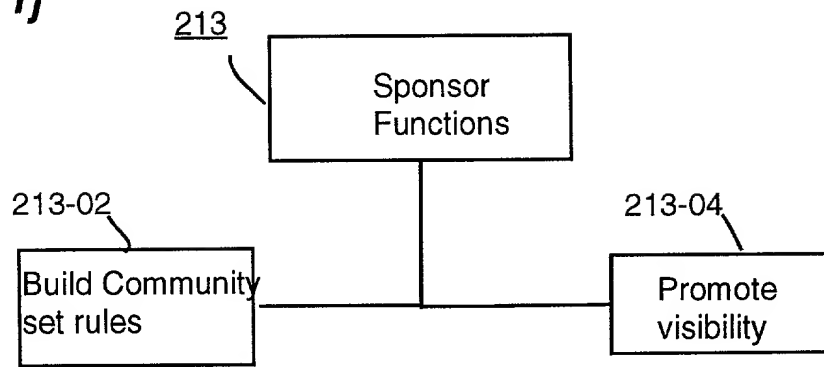 213
Sponsor
Functions
213-02
Build Community
set rules
213-04
Promote
visibility